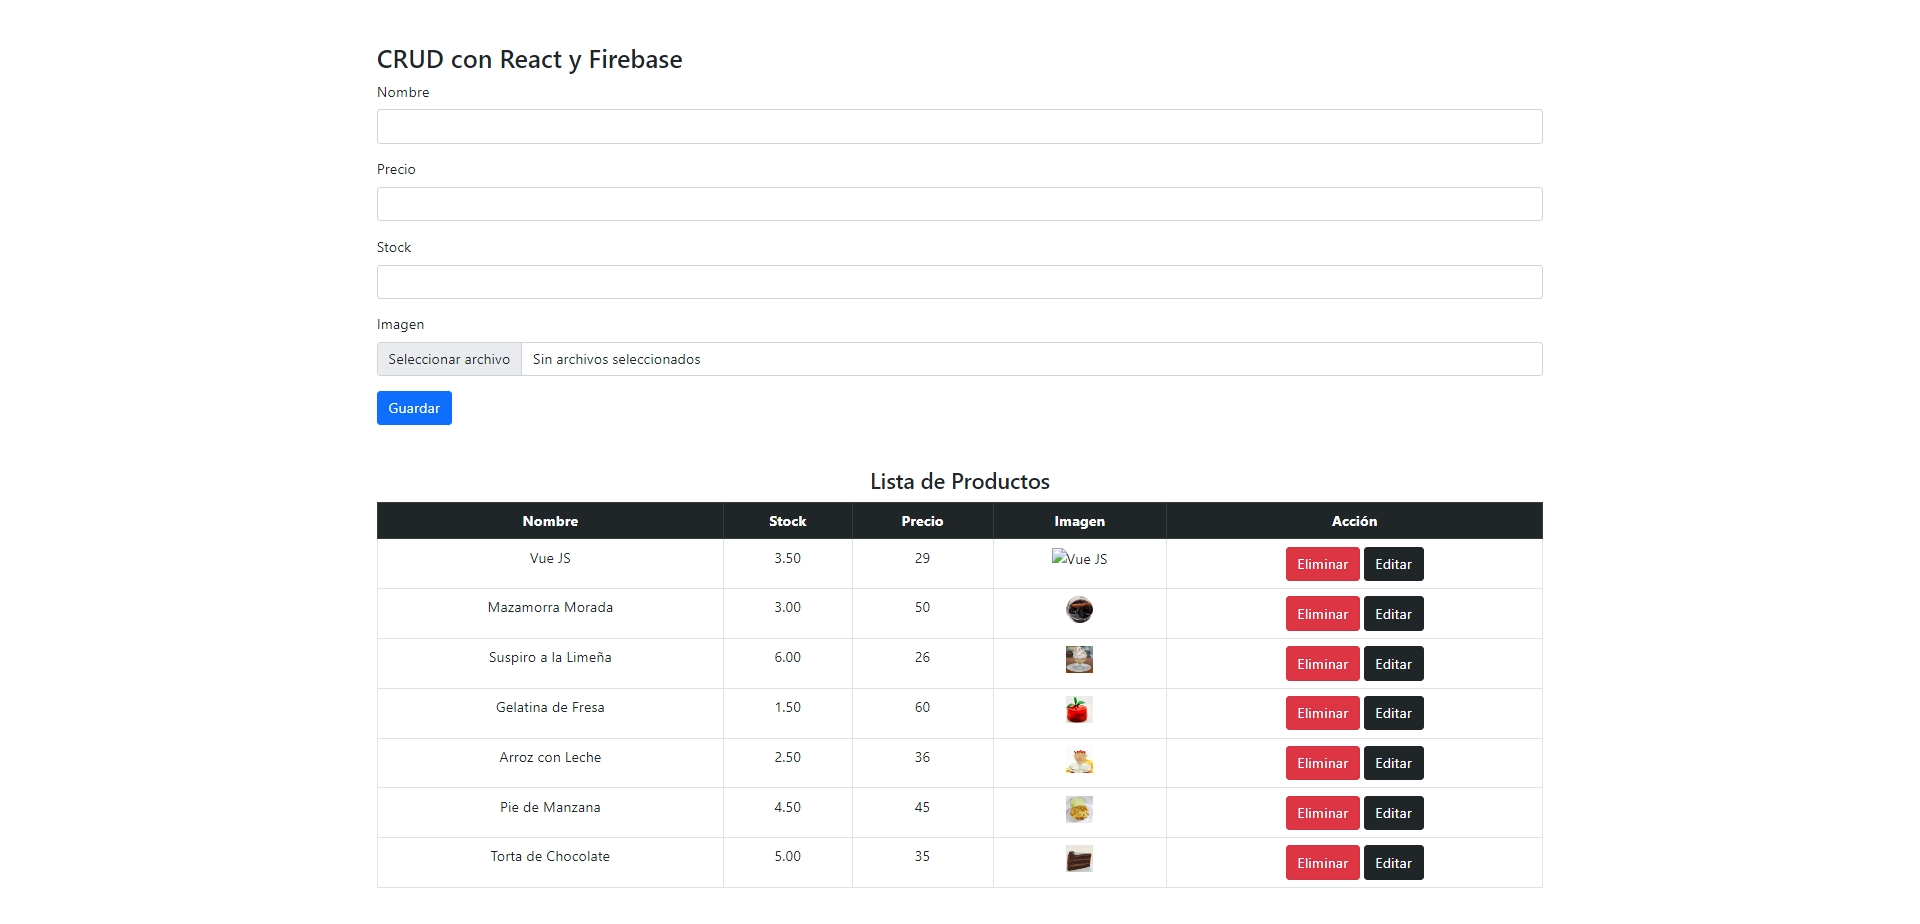 CRUD con React y Firebase
Nombre
Precio
Stock
Imagen
Seleccionar archivo Sin archivos seleccionados
Guardar
Lista de Productos
Nombre Stock Precio Imagen Acción
Vue JS 3.50 29 Vue JS Eliminar Editar
Mazamorra Morada 3.00 50 Eliminar Editar
Suspiro a la Limeña 6.00 26 Eliminar Editar
Gelatina de Fresa 1.50 60 Eliminar Editar
Arroz con Leche 2.50 36 Eliminar Editar
Pie de Manzana 4.50 45 Eliminar Editar
Torta de Chocolate 5.00 35 Eliminar Editar